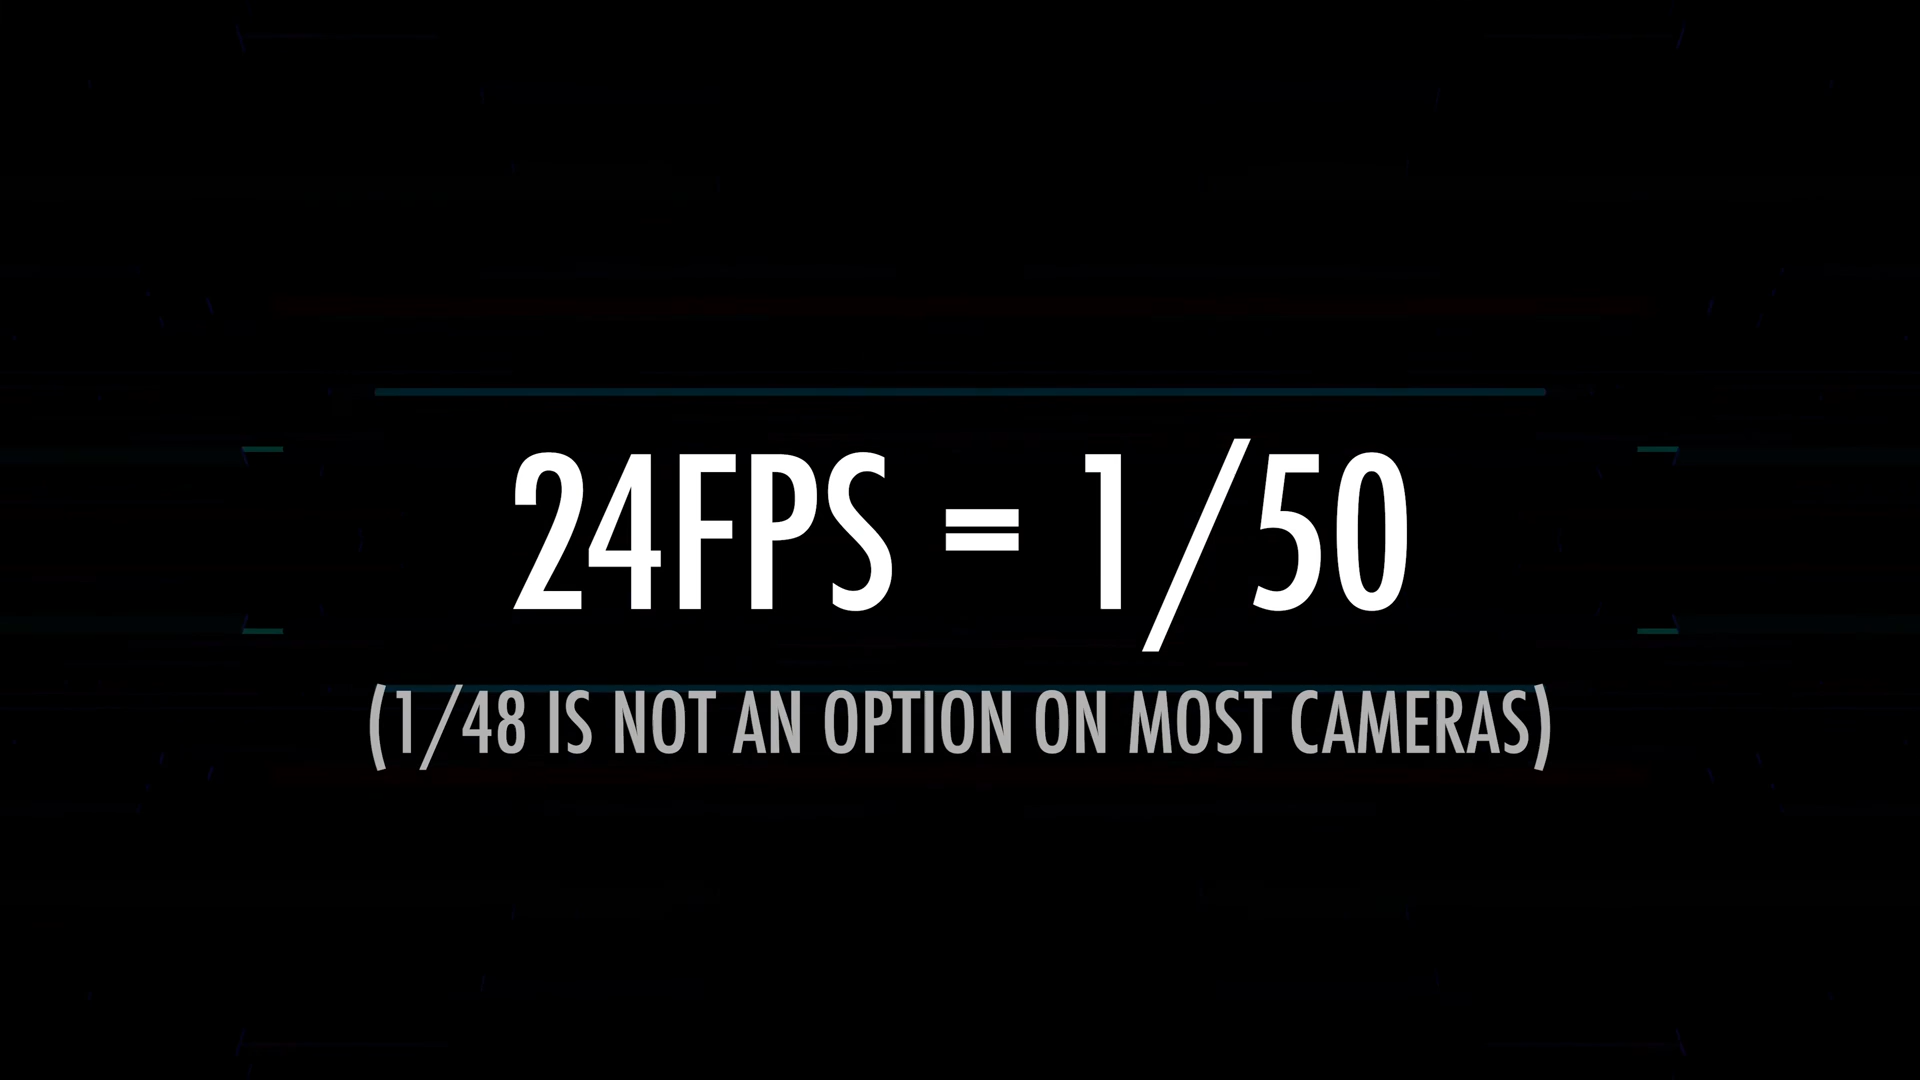 24FPS = 1/50
(1/48 IS NOT AN OPTION ON MOST CAMERAS)